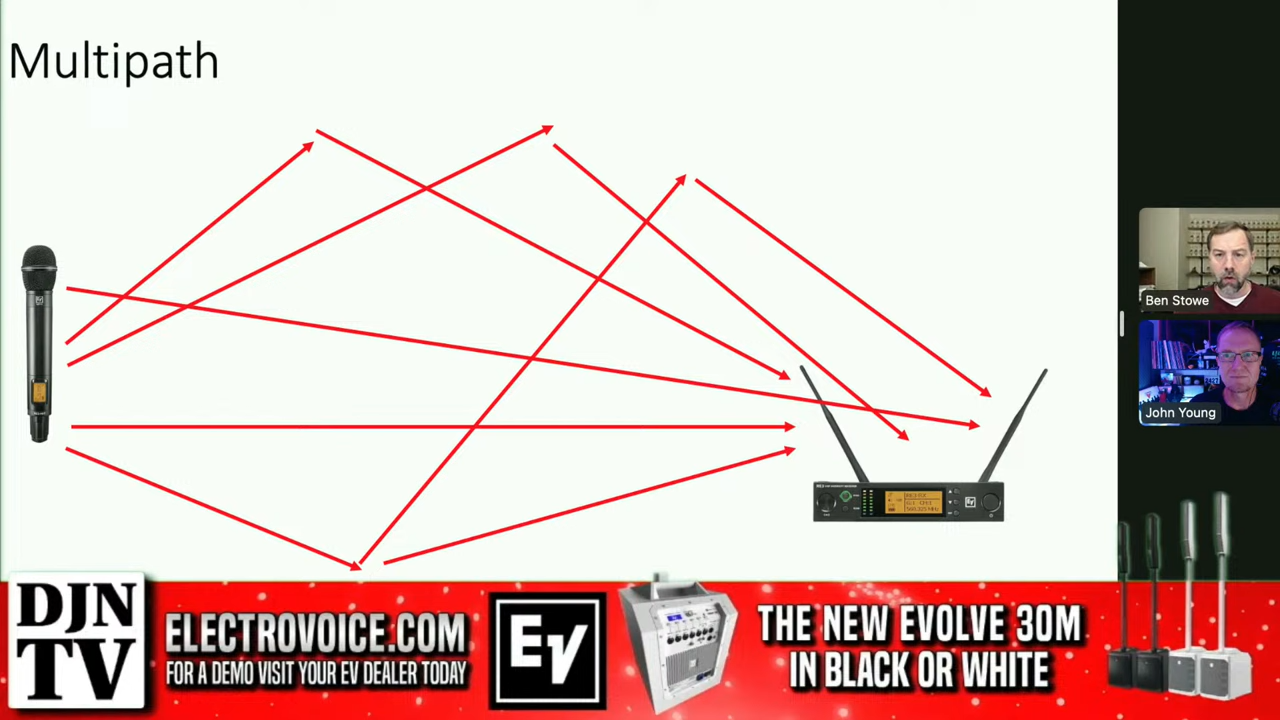 Multipath
Ben Stowe
John Young
EV
DJN
TV
ELECTROVOICE.COM
FOR A DEMO VISIT YOUR EV DEALER TODAY
EV
THE NEW EVOLVE 30M
IN BLACK OR WHITE